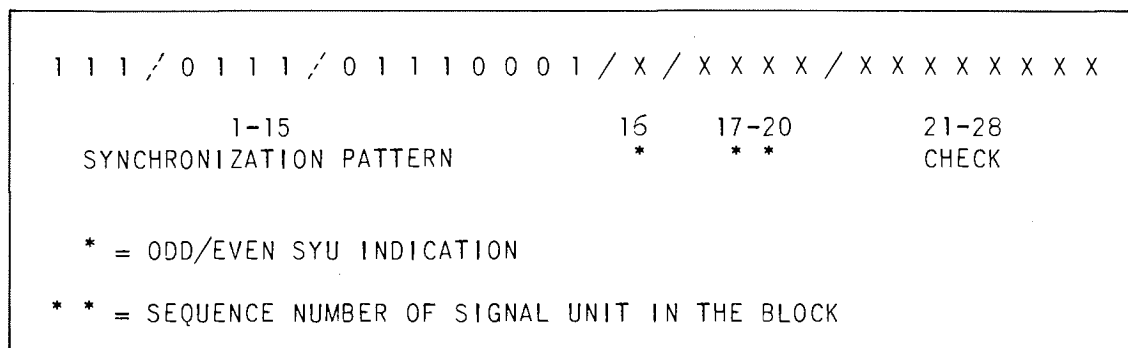 1 1 1 / 0 1 1 1 / 0 1 1 1 0 0 0 1 / X / X X X X / X X X X X X X X
1-15 16 17-20 21-28
SYNCHRONIZATION PATTERN * * * CHECK
* = ODD/EVEN SYU INDICATION
* * = SEQUENCE NUMBER OF SIGNAL UNIT IN THE BLOCK